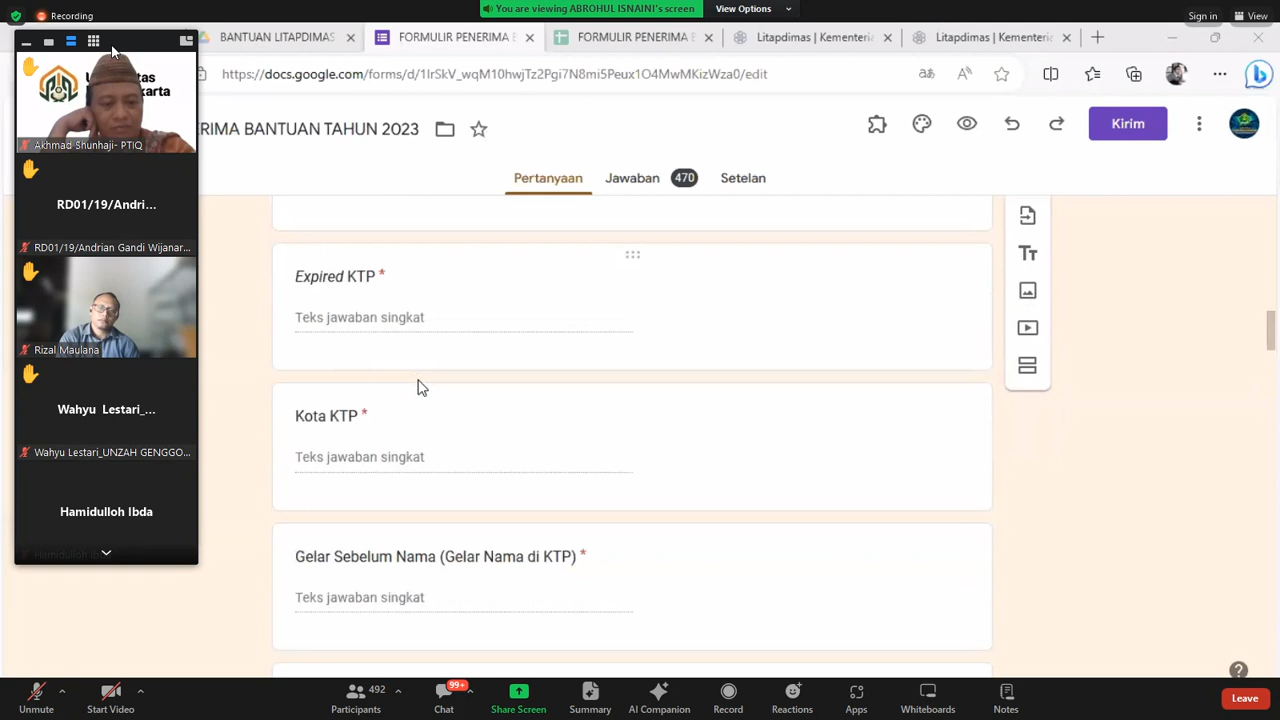 Recording
You are viewing ABROHUL ISNAINI's screen
View Options
Sign in
View
BANTUAN LITAPDIMAS
FORMULIR PENERIMA B
FORMULIR PENERIMA B
Litapdimas | Kementeria
Litapdimas | Kementeria
https://docs.google.com/forms/d/1IrSkV_wqM10hwjTz2Pgi7N8mi5Peux1O4MwMKizWza0/edit
ERIMA BANTUAN TAHUN 2023
Kirim
Akhmad Shunhaji- PTIQ
Pertanyaan
Jawaban 470
Setelan
RD01/19/Andri...
RD01/19/Andrian Gandi Wijanar...
Expired KTP *
Teks jawaban singkat
Rizal Maulana
Kota KTP *
Teks jawaban singkat
Wahyu Lestari_...
Wahyu Lestari_UNZAH GENGGO...
Hamidulloh Ibda
Gelar Sebelum Nama (Gelar Nama di KTP) *
Teks jawaban singkat
Unmute
Start Video
492
Participants
99+
Chat
Share Screen
Summary
AI Companion
Record
Reactions
Apps
Whiteboards
Notes
Leave